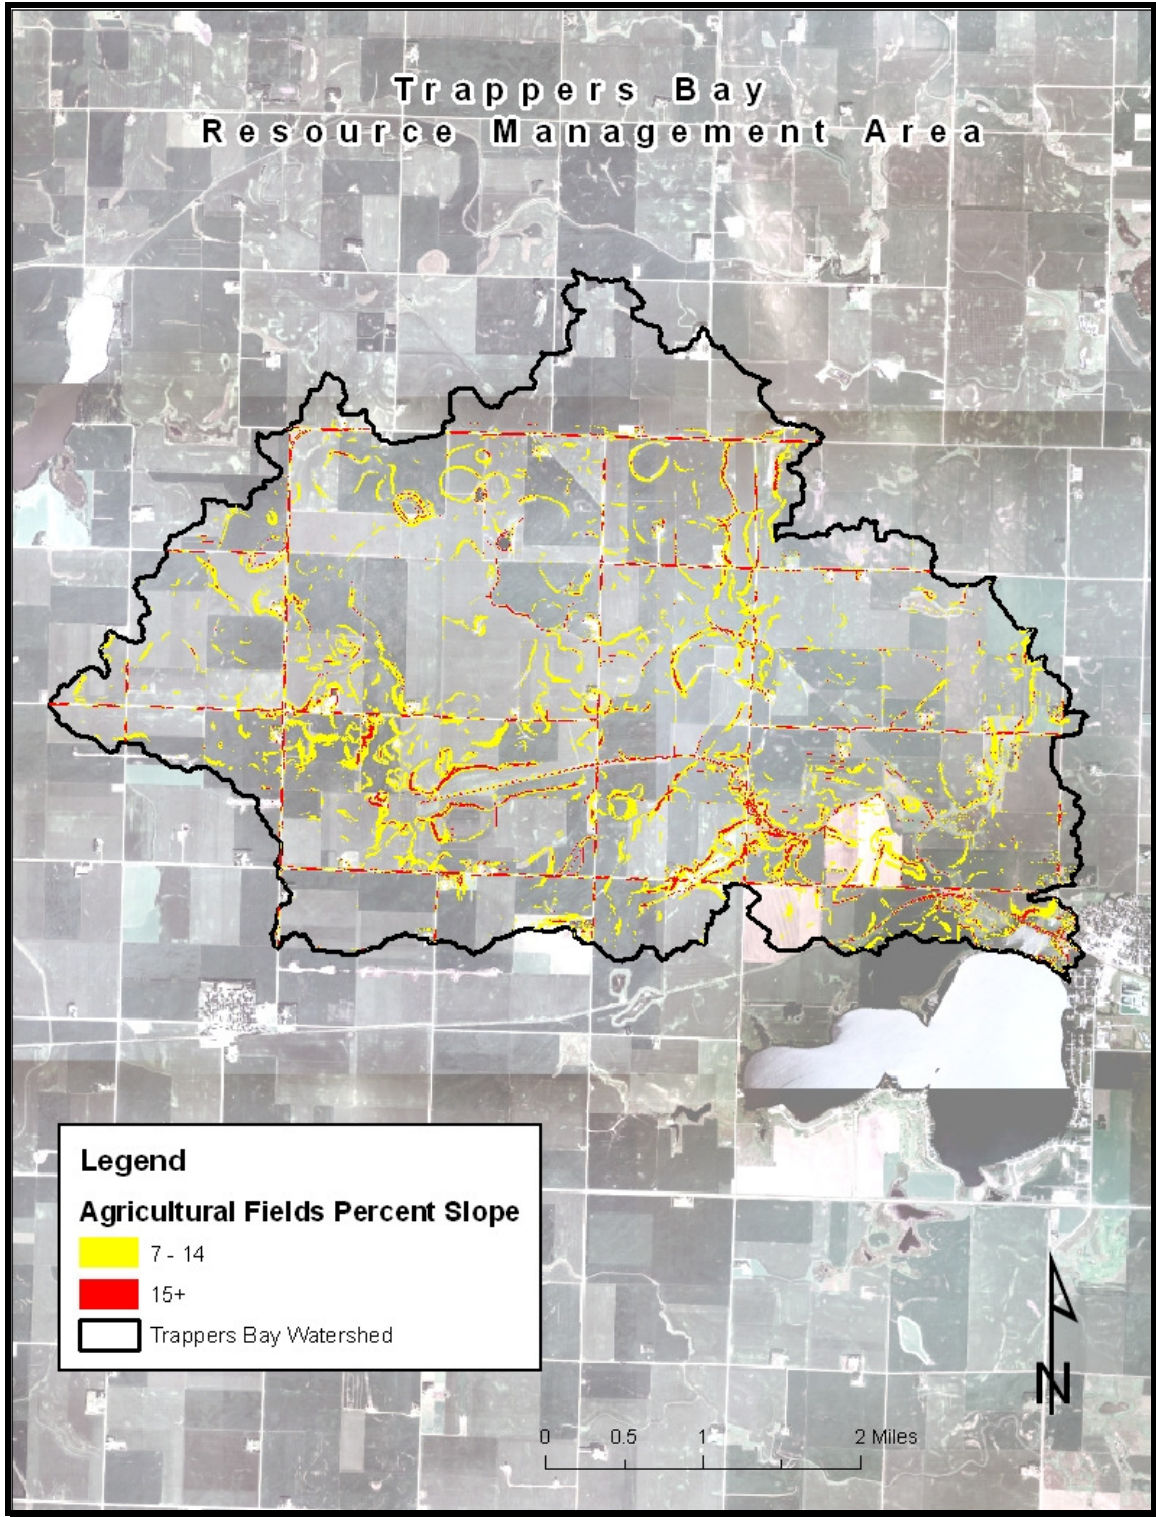 Trappers Bay
Resource Management Area
Legend
Agricultural Fields Percent Slope
7 - 14
15+
Trappers Bay Watershed
N
0 0.5 1 2 Miles